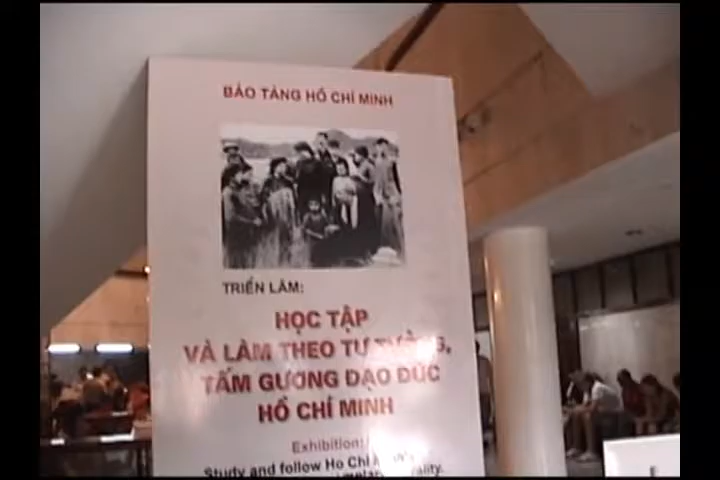 BẢO TÀNG HỒ CHÍ MINH
TRIỂN LÃM:
HỌC TẬP
VÀ LÀM THEO TƯ TƯỞNG,
TẤM GƯƠNG ĐẠO ĐỨC
HỒ CHÍ MINH
Exhibition:
Study and follow Ho Chi